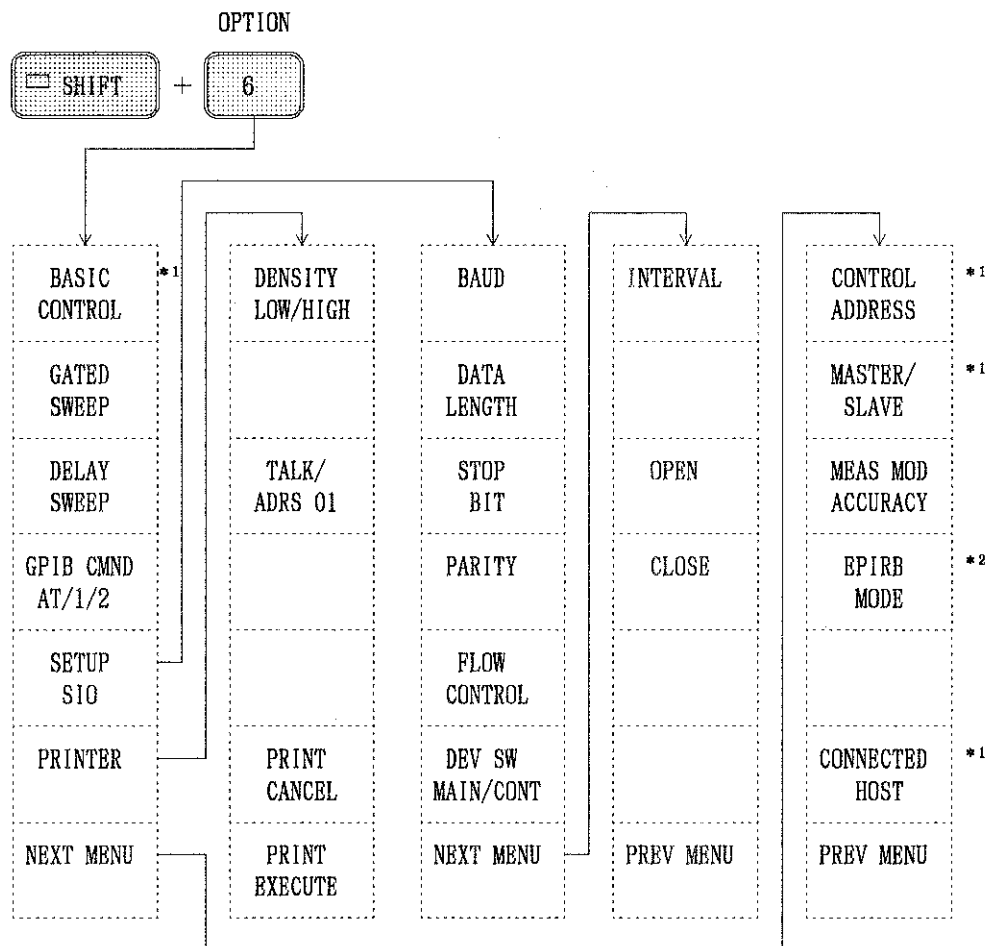 OPTION
SHIFT + 6
BASIC
CONTROL
*1
GATED
SWEEP
DELAY
SWEEP
GPIB CMND
AT/1/2
SETUP
SIO
PRINTER
NEXT MENU
DENSITY
LOW/HIGH
TALK/
ADRS 01
PRINT
CANCEL
PRINT
EXECUTE
BAUD
DATA
LENGTH
STOP
BIT
PARITY
FLOW
CONTROL
DEV SW
MAIN/CONT
NEXT MENU
INTERVAL
OPEN
CLOSE
PREV MENU
CONTROL
ADDRESS
*1
MASTER/
SLAVE
*1
MEAS MOD
ACCURACY
EPIRB
MODE
*2
CONNECTED
HOST
*1
PREV MENU